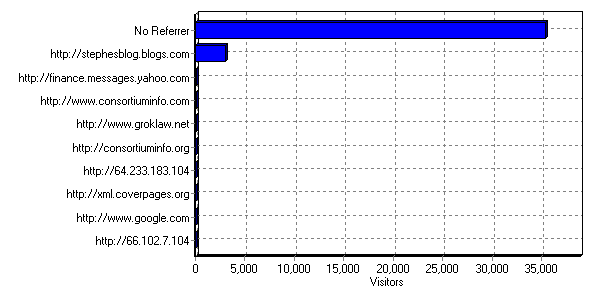 No Referrer
http://stephesblog.blogs.com
http://finance.messages.yahoo.com
http://www.consortiuminfo.com
http://www.groklaw.net
http://consortiuminfo.org
http://64.233.183.104
http://xml.coverpages.org
http://www.google.com
http://66.102.7.104
0 5,000 10,000 15,000 20,000 25,000 30,000 35,000
Visitors